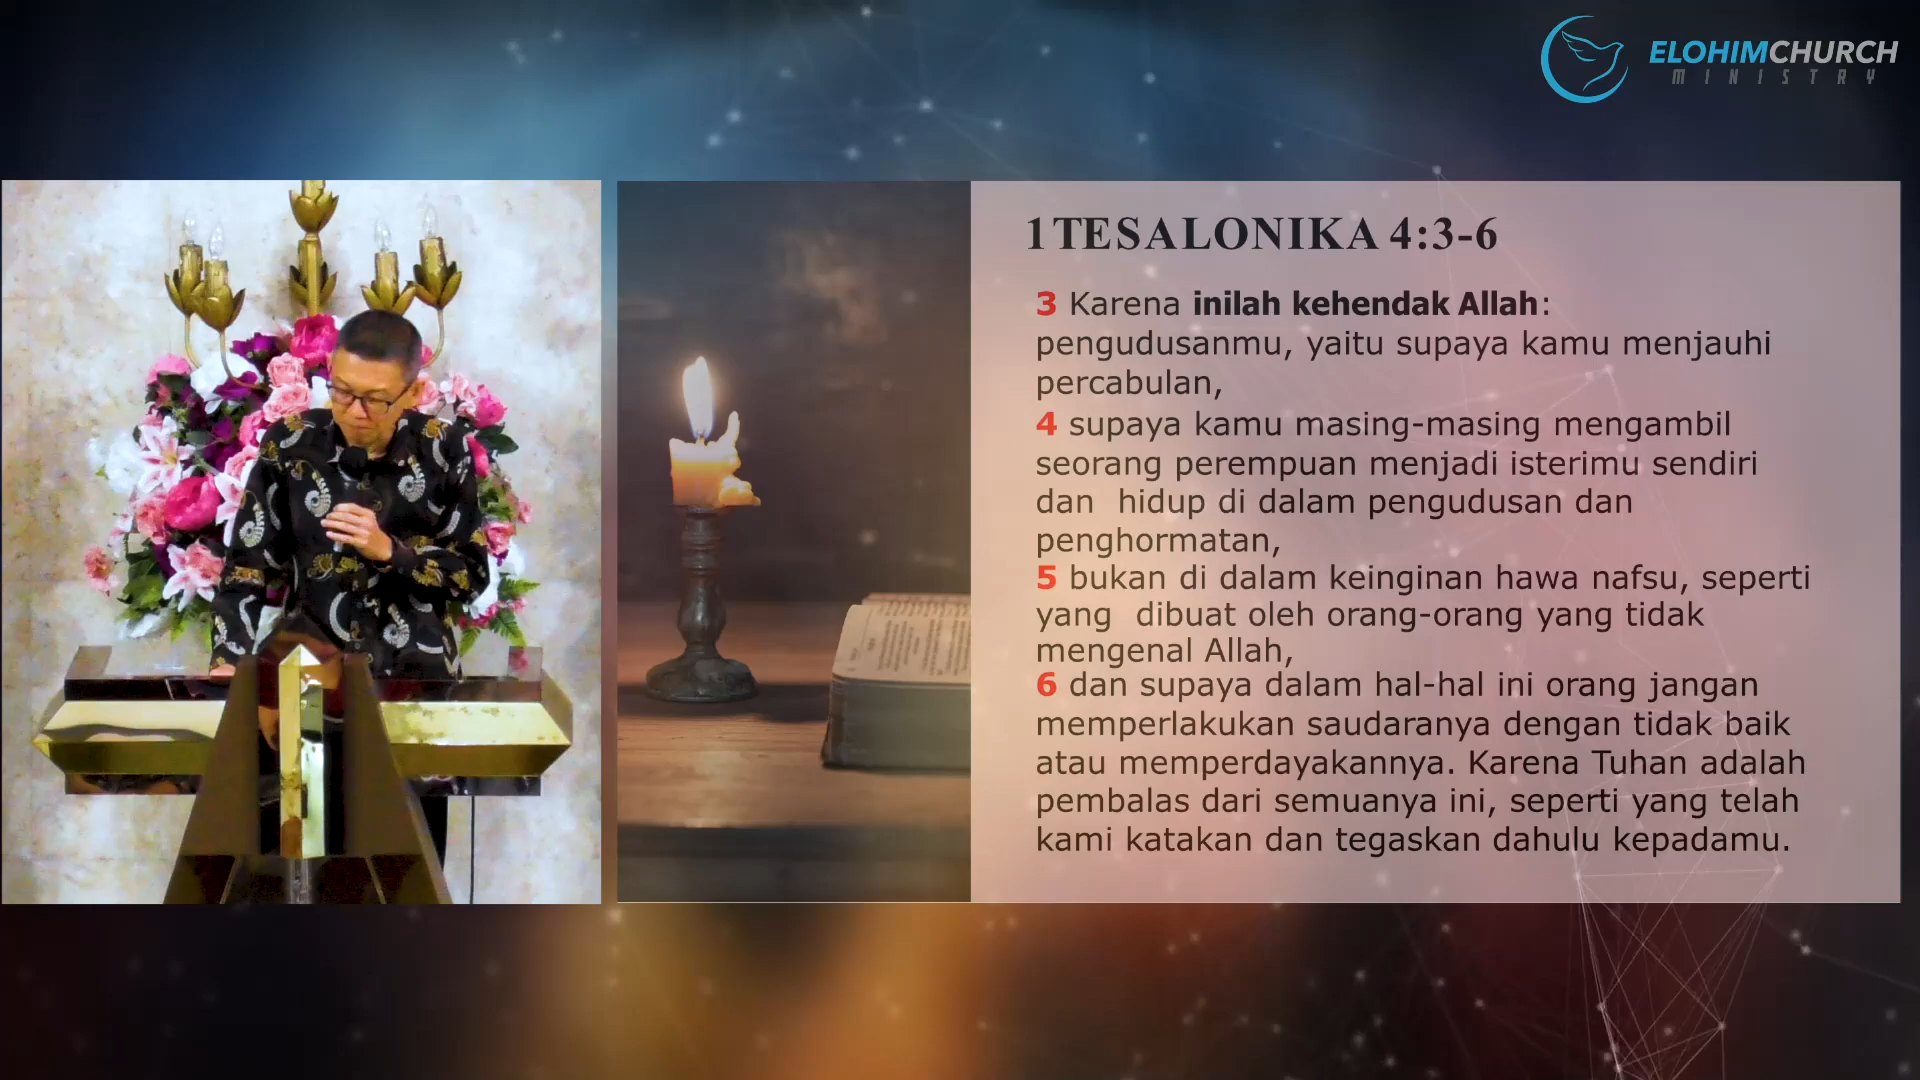 ELOHIMCHURCH
MINISTRY
1 TESALONIKA 4:3-6
3 Karena inilah kehendak Allah:
pengudusanmu, yaitu supaya kamu menjauhi
percabulan,
4 supaya kamu masing-masing mengambil
seorang perempuan menjadi isterimu sendiri
dan hidup di dalam pengudusan dan
penghormatan,
5 bukan di dalam keinginan hawa nafsu, seperti
yang dibuat oleh orang-orang yang tidak
mengenal Allah,
6 dan supaya dalam hal-hal ini orang jangan
memperlakukan saudaranya dengan tidak baik
atau memperdayakannya. Karena Tuhan adalah
pembalas dari semuanya ini, seperti yang telah
kami katakan dan tegaskan dahulu kepadamu.